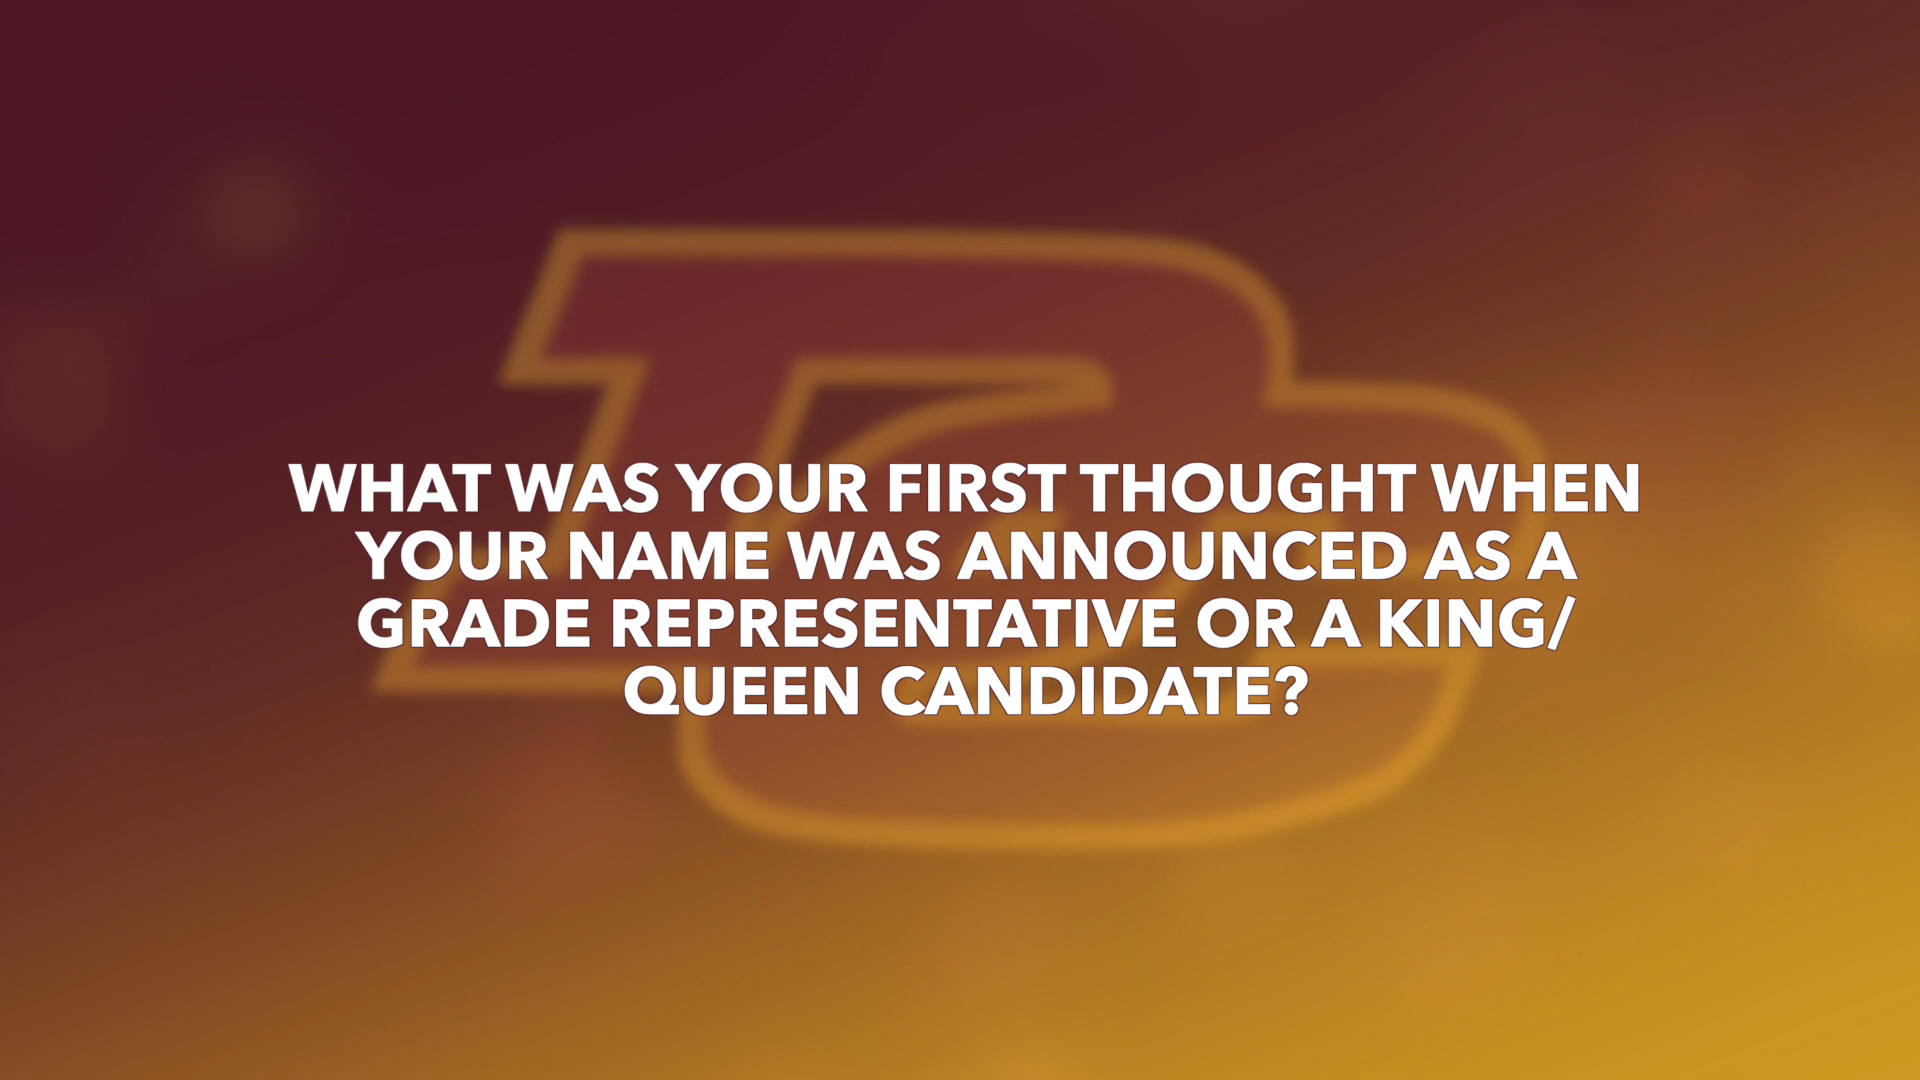 WHAT WAS YOUR FIRST THOUGHT WHEN
YOUR NAME WAS ANNOUNCED AS A
GRADE REPRESENTATIVE OR A KING/
QUEEN CANDIDATE?